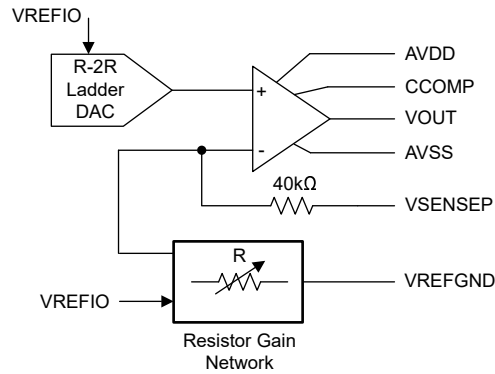 VREFIO
R-2R
Ladder
DAC
+
-
AVDD
CCOMP
VOUT
AVSS
40kΩ
VSENSEP
R
VREFGND
VREFIO
Resistor Gain
Network